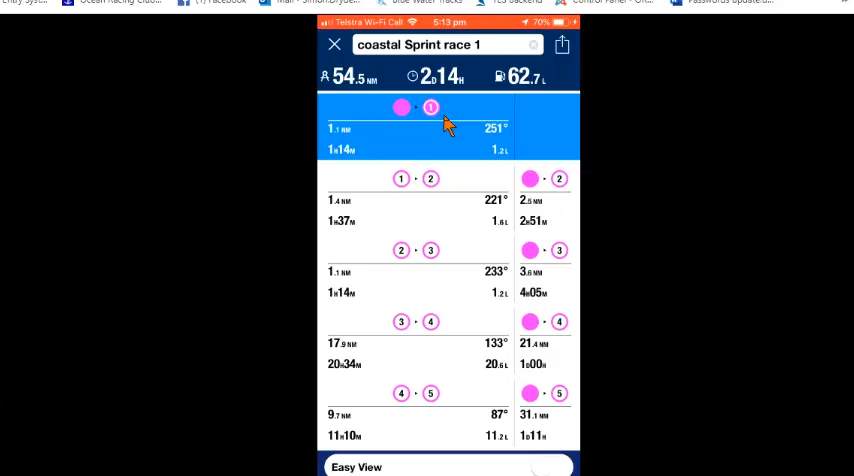 Entry Syst... Ocean Racing Club... (1) Facebook Blue Water Tracks YES backend Control Panel - On... Passwords update.d...
Telstra Wi-Fi Call 5:13 pm 70%
coastal Sprint race 1
54.5 NM 2D14H 62.7 L
1
1.1 NM 251°
1H14M 1.2 L
1 2 2
1.4 NM 221° 2.5 NM
1H37M 1.6 L 2H51M
2 3 3
1.1 NM 233° 3.6 NM
1H14M 1.2 L 4H05M
3 4 4
17.9 NM 133° 21.4 NM
20H34M 20.6 L 1D00H
4 5 5
9.7 NM 87° 31.1 NM
11H10M 11.2 L 1D11H
Easy View